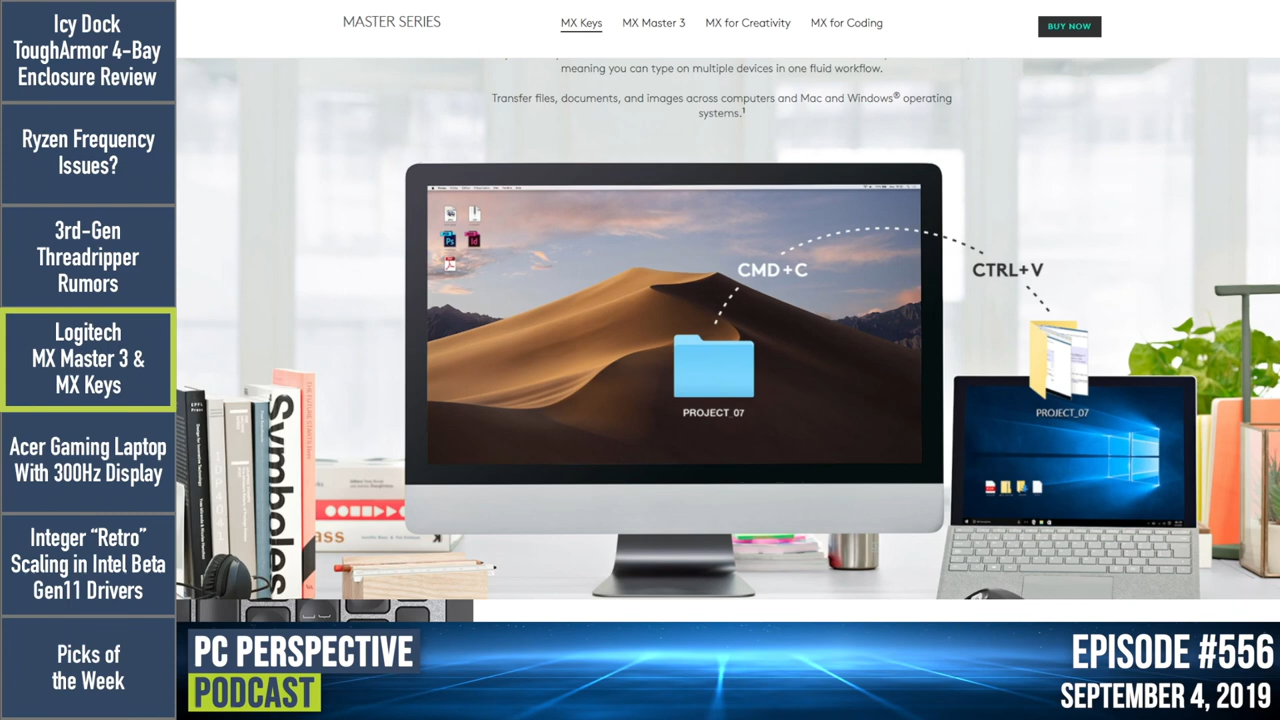 Icy Dock
ToughArmor 4-Bay
Enclosure Review
Ryzen Frequency
Issues?
3rd-Gen
Threadripper
Rumors
Logitech
MX Master 3 &
MX Keys
Acer Gaming Laptop
With 300Hz Display
Integer “Retro”
Scaling in Intel Beta
Gen11 Drivers
Picks of
the Week
MASTER SERIES
MX Keys
MX Master 3
MX for Creativity
MX for Coding
BUY NOW
meaning you can type on multiple devices in one fluid workflow.
Transfer files, documents, and images across computers and Mac and Windows® operating
systems.¹
CMD+C
CTRL+V
Ps
Id
PROJECT_07
PROJECT_07
Symboles
PC PERSPECTIVE
PODCAST
EPISODE #556
SEPTEMBER 4, 2019